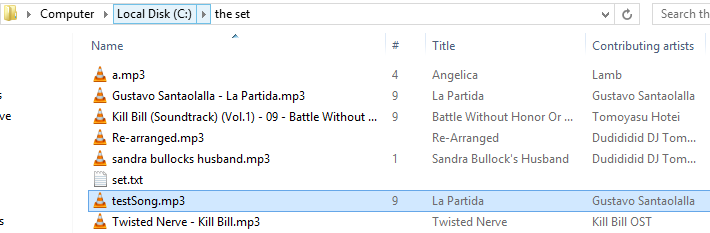 Computer Local Disk (C:) the set Search th
Name # Title Contributing artists
a.mp3 4 Angelica Lamb
Gustavo Santaolalla - La Partida.mp3 9 La Partida Gustavo Santaolalla
Kill Bill (Soundtrack) (Vol.1) - 09 - Battle Without ... 9 Battle Without Honor Or ... Tomoyasu Hotei
Re-arranged.mp3 Re-Arranged Dudididid DJ Tom...
sandra bullocks husband.mp3 1 Sandra Bullock's Husband Dudididid DJ Tom...
s
ve set.txt
testSong.mp3 9 La Partida Gustavo Santaolalla
s Twisted Nerve - Kill Bill.mp3 Twisted Nerve Kill Bill OST